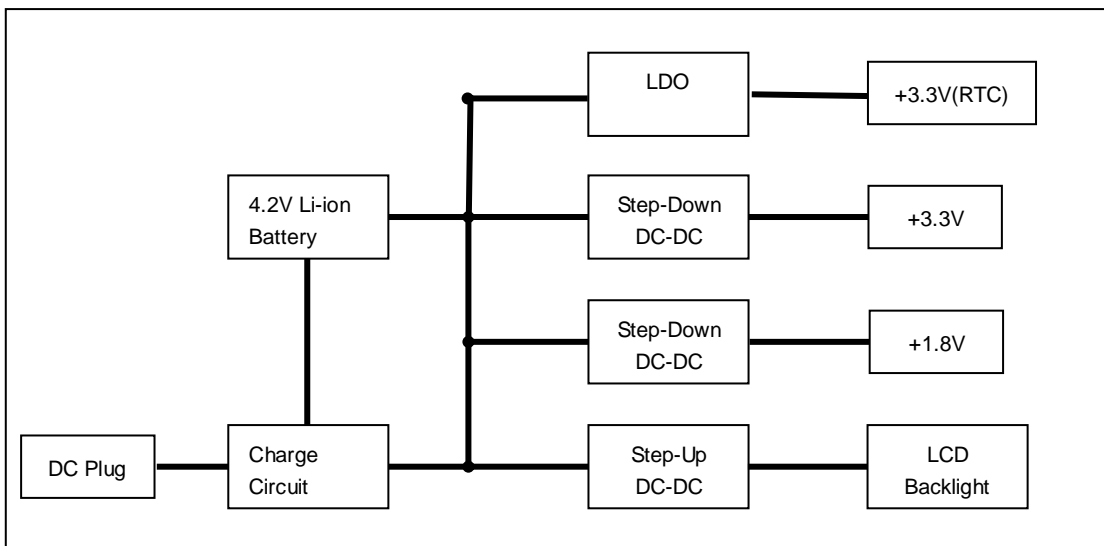 LDO
+3.3V(RTC)
4.2V Li-ion
Battery
Step-Down
DC-DC
+3.3V
Step-Down
DC-DC
+1.8V
DC Plug
Charge
Circuit
Step-Up
DC-DC
LCD
Backlight